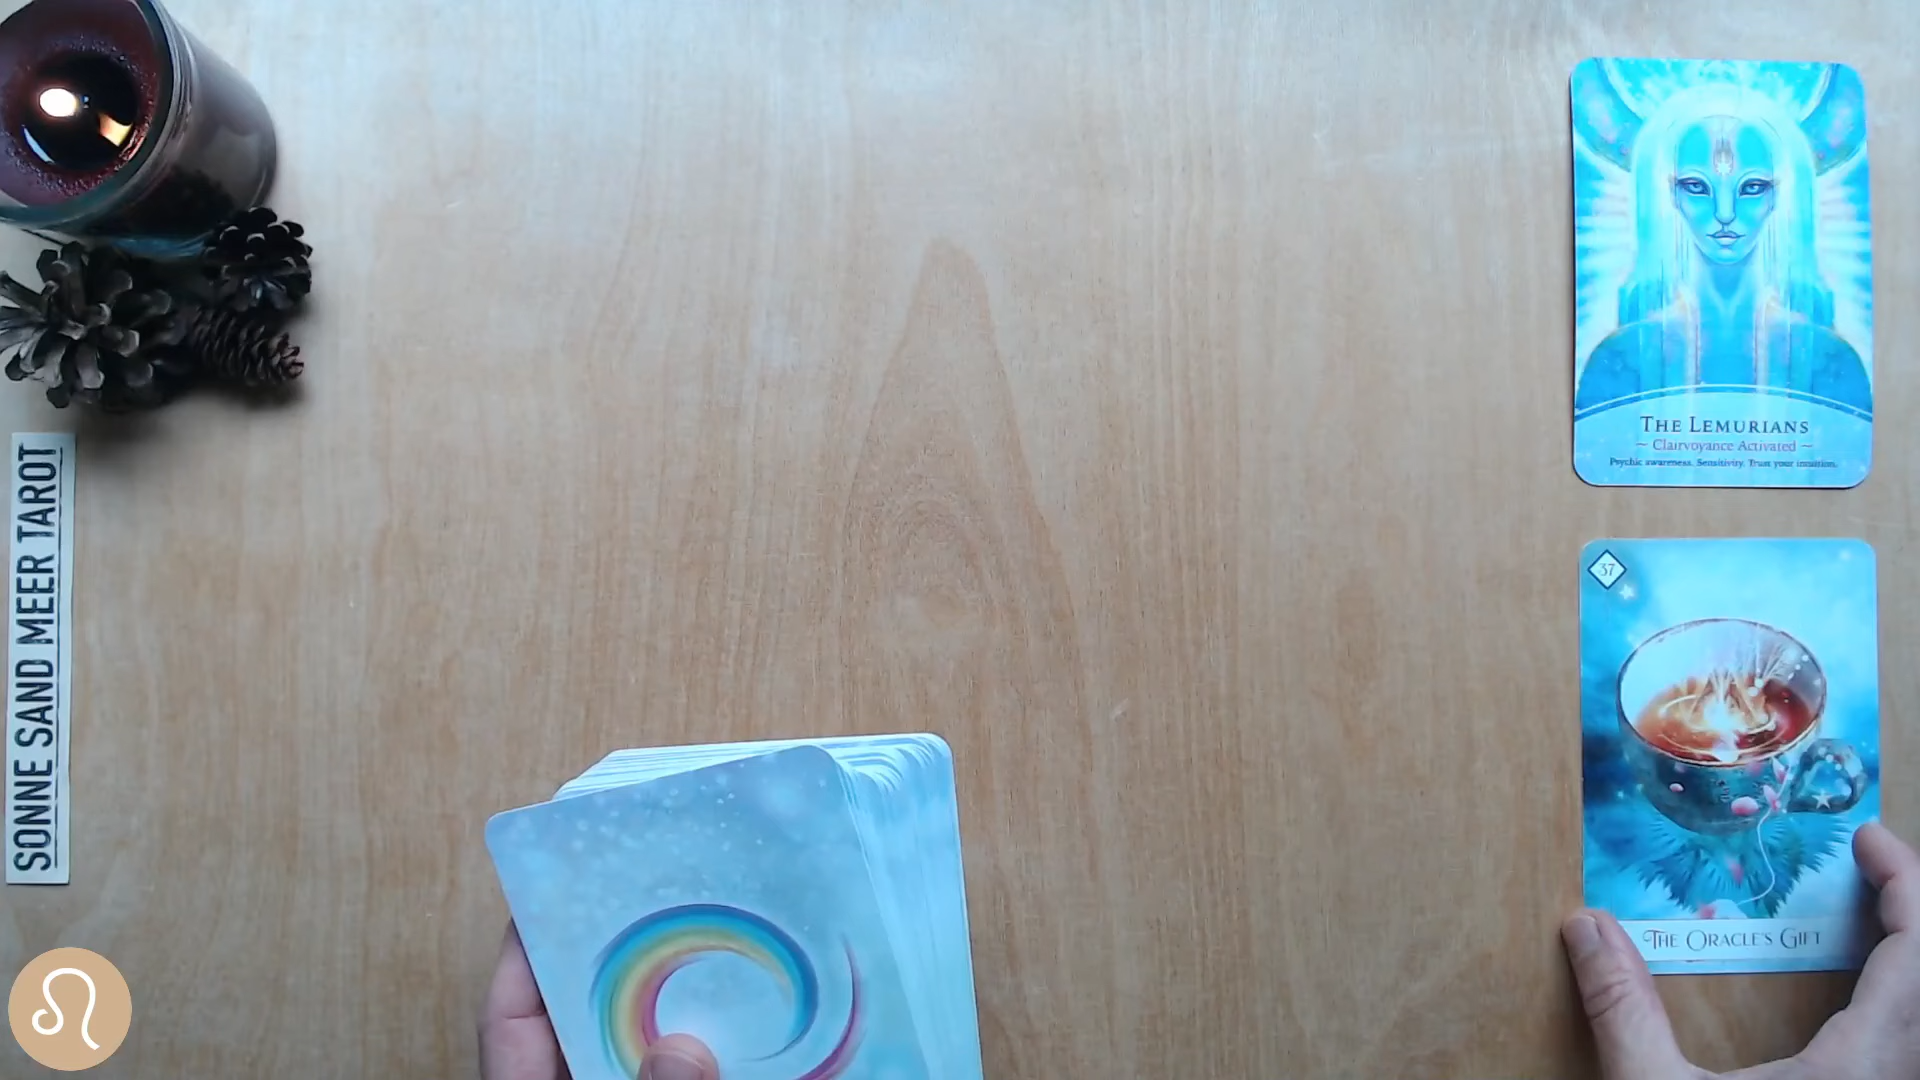 SONNE SAND MEER TAROT
THE LEMURIANS
~ Clairvoyance Activated ~
Psychic awareness. Sensitivity. Trust your intuition.
37
THE ORACLE'S GIFT